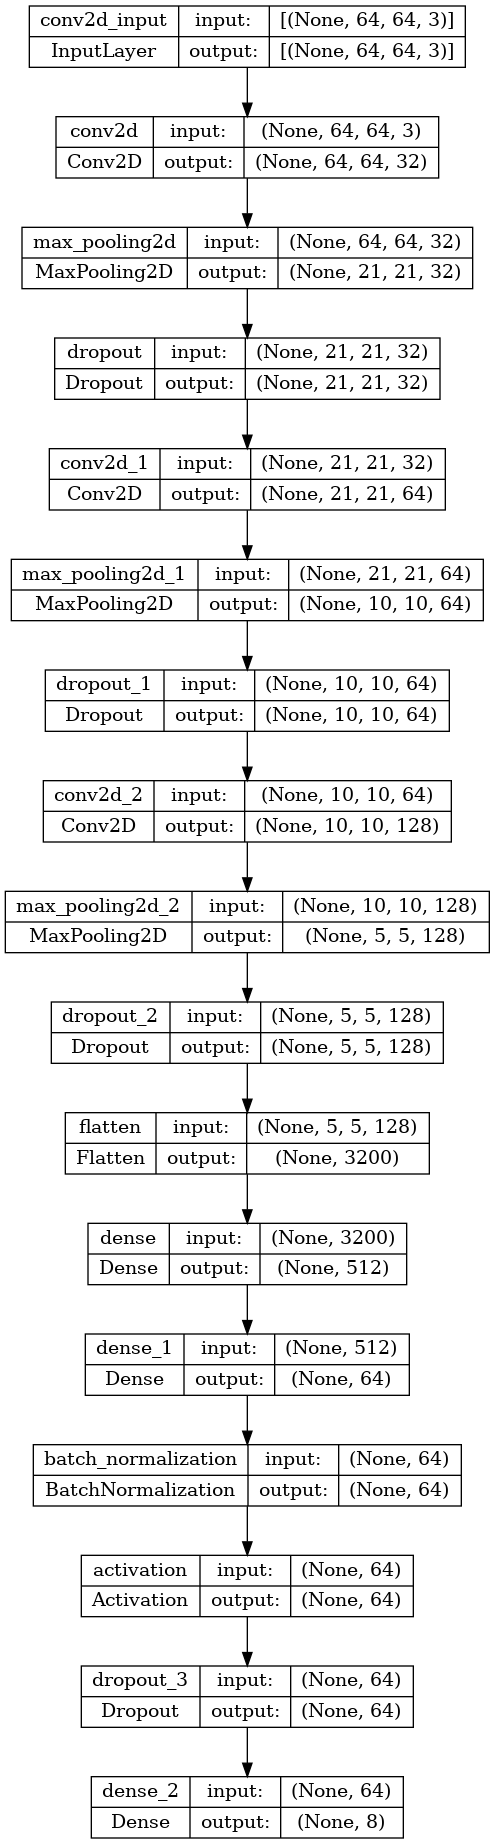 conv2d_input input: [(None, 64, 64, 3)]
InputLayer output: [(None, 64, 64, 3)]
conv2d input: (None, 64, 64, 3)
Conv2D output: (None, 64, 64, 32)
max_pooling2d input: (None, 64, 64, 32)
MaxPooling2D output: (None, 21, 21, 32)
dropout input: (None, 21, 21, 32)
Dropout output: (None, 21, 21, 32)
conv2d_1 input: (None, 21, 21, 32)
Conv2D output: (None, 21, 21, 64)
max_pooling2d_1 input: (None, 21, 21, 64)
MaxPooling2D output: (None, 10, 10, 64)
dropout_1 input: (None, 10, 10, 64)
Dropout output: (None, 10, 10, 64)
conv2d_2 input: (None, 10, 10, 64)
Conv2D output: (None, 10, 10, 128)
max_pooling2d_2 input: (None, 10, 10, 128)
MaxPooling2D output: (None, 5, 5, 128)
dropout_2 input: (None, 5, 5, 128)
Dropout output: (None, 5, 5, 128)
flatten input: (None, 5, 5, 128)
Flatten output: (None, 3200)
dense input: (None, 3200)
Dense output: (None, 512)
dense_1 input: (None, 512)
Dense output: (None, 64)
batch_normalization input: (None, 64)
BatchNormalization output: (None, 64)
activation input: (None, 64)
Activation output: (None, 64)
dropout_3 input: (None, 64)
Dropout output: (None, 64)
dense_2 input: (None, 64)
Dense output: (None, 8)